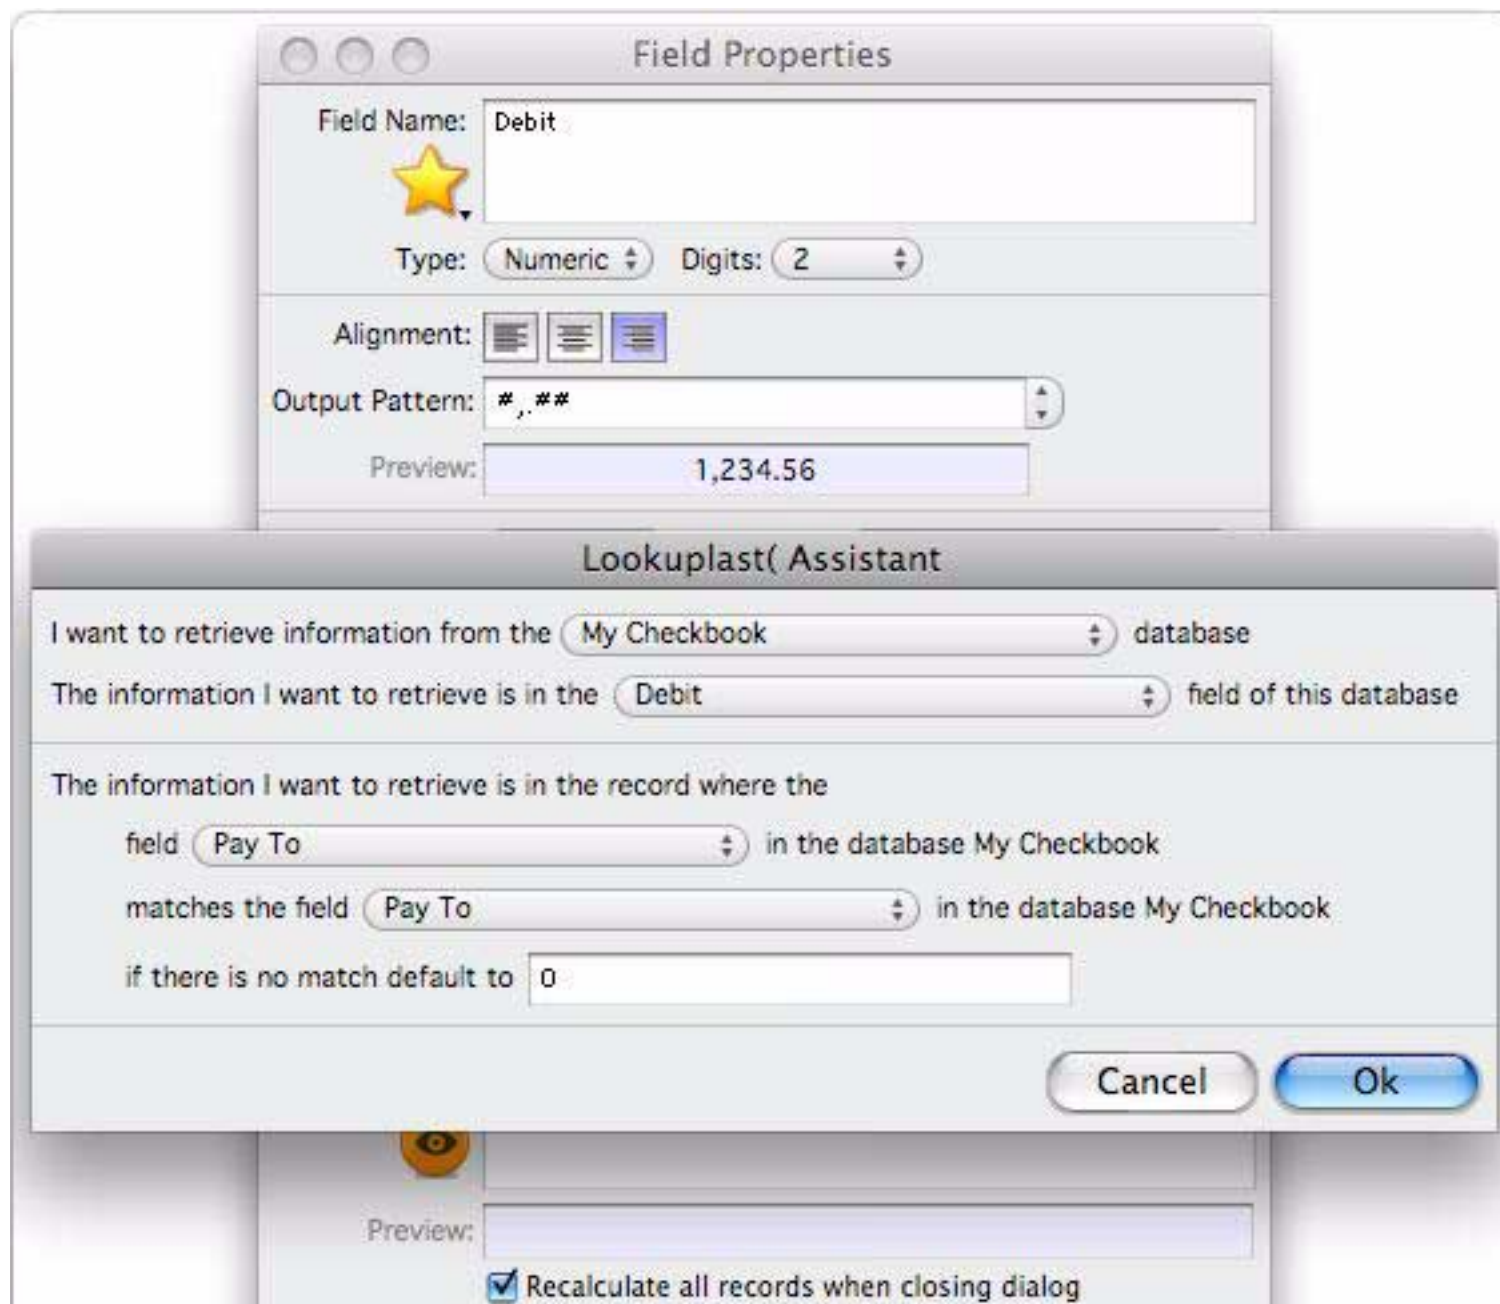 Field Properties
Field Name: Debit
Type: Numeric Digits: 2
Alignment:
Output Pattern: #,.##
Preview: 1,234.56
Lookuplast( Assistant
I want to retrieve information from the My Checkbook database
The information I want to retrieve is in the Debit field of this database
The information I want to retrieve is in the record where the
field Pay To in the database My Checkbook
matches the field Pay To in the database My Checkbook
if there is no match default to 0
Cancel Ok
Preview:
Recalculate all records when closing dialog